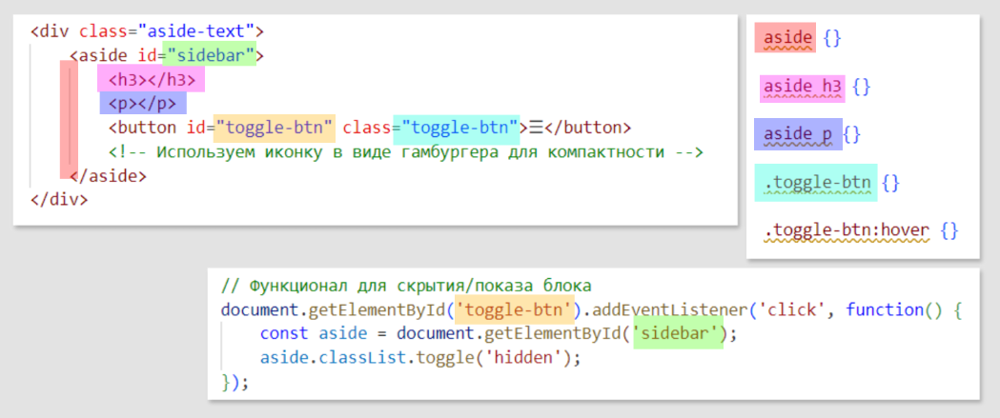 <div class="aside-text">
<aside id="sidebar">
<h3></h3>
<p></p>
<button id="toggle-btn" class="toggle-btn">☰</button>
<!-- Используем иконку в виде гамбургера для компактности -->
</aside>
</div>
aside {}
aside h3 {}
aside p {}
.toggle-btn {}
.toggle-btn:hover {}
// Функционал для скрытия/показа блока
document.getElementById('toggle-btn').addEventListener('click', function() {
const aside = document.getElementById('sidebar');
aside.classList.toggle('hidden');
});